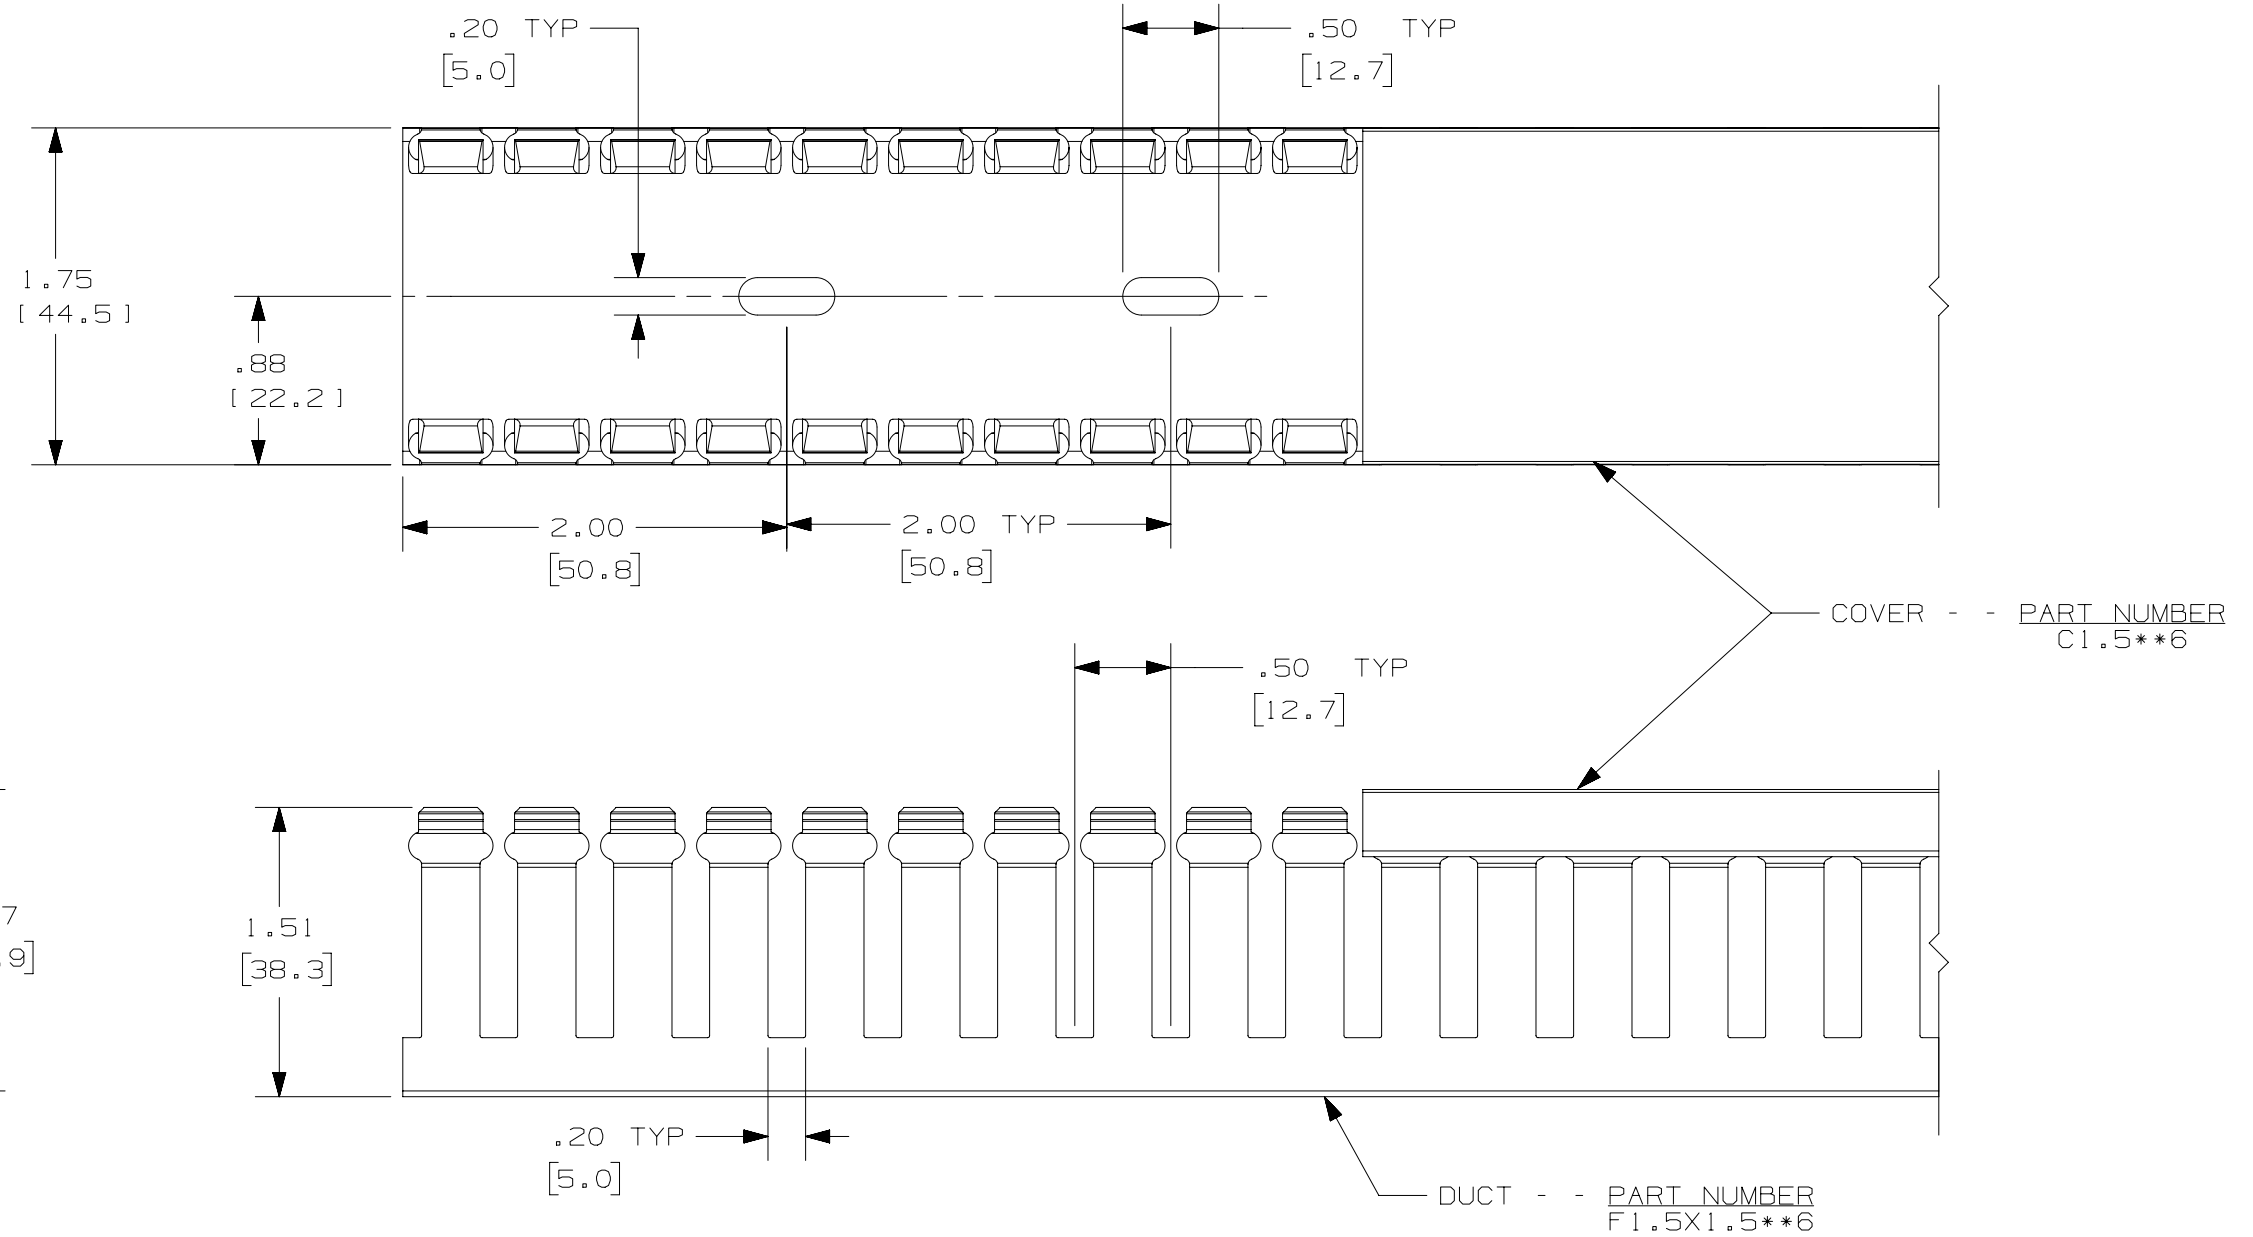 .20 TYP
[5.0]
.50 TYP
[12.7]
1.75
[44.5]
.88
[22.2]
2.00
[50.8]
2.00 TYP
[50.8]
COVER - - PART NUMBER
C1.5**6
.50 TYP
[12.7]
7
9]
1.51
[38.3]
.20 TYP
[5.0]
DUCT - - PART NUMBER
F1.5X1.5**6